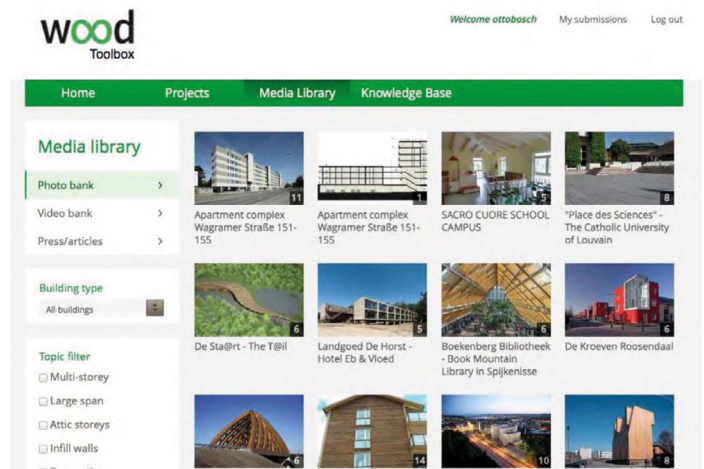 wood
Toolbox
Welcome ottobosch
My submissions
Log out
Home
Projects
Media Library
Knowledge Base
Media library
Photo bank
Video bank
Press/articles
Building type
All buildings
Topic filter
Multi-storey
Large span
Attic storeys
Infill walls
11
Apartment complex
Wagramer Straße 151-
155
1
Apartment complex
Wagramer Straße 151-
155
5
SACRO CUORE SCHOOL
CAMPUS
8
"Place des Sciences" -
The Catholic University
of Louvain
6
De Sta@rt - The T@il
5
Landgoed De Horst -
Hotel Eb & Vloed
6
Boekenberg Bibliotheek
- Book Mountain
Library in Spijkenisse
6
De Kroeven Roosendaal
6
14
10
8